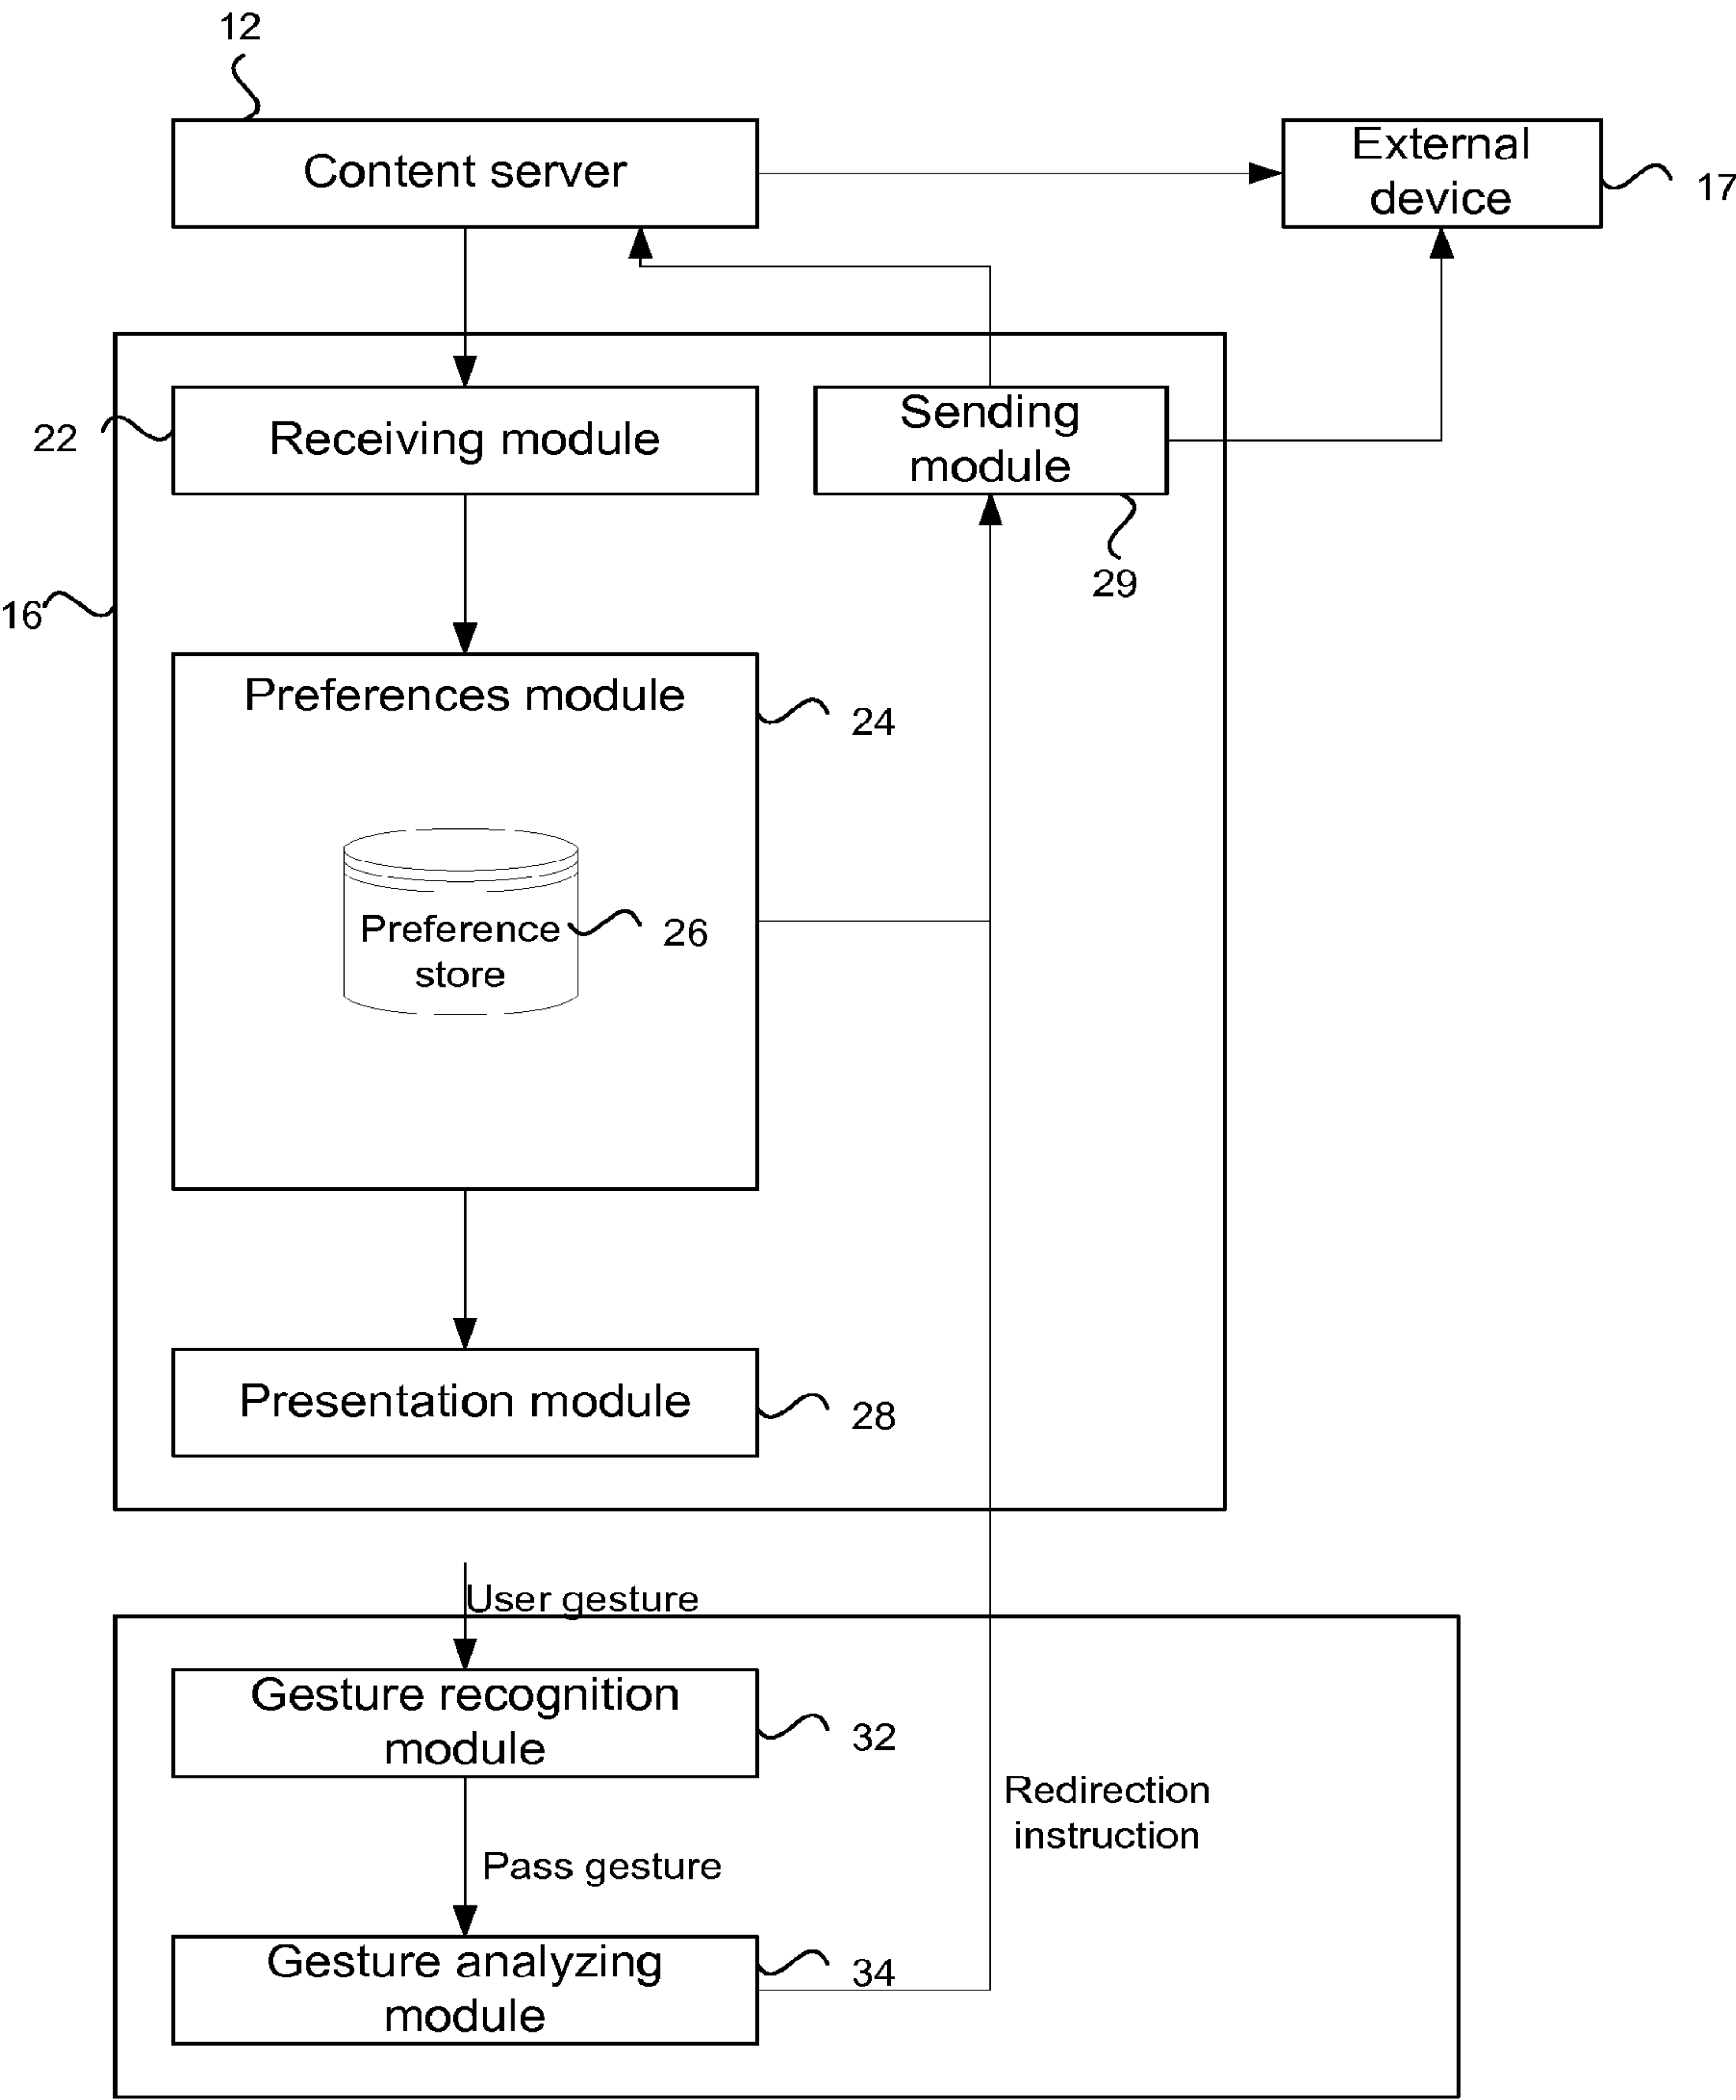 12
Content server
External
device
17
22
Receiving module
Sending
module
29
16
Preferences module
24
Preference
store
26
Presentation module
28
User gesture
Gesture recognition
module
32
Redirection
instruction
Pass gesture
Gesture analyzing
module
34